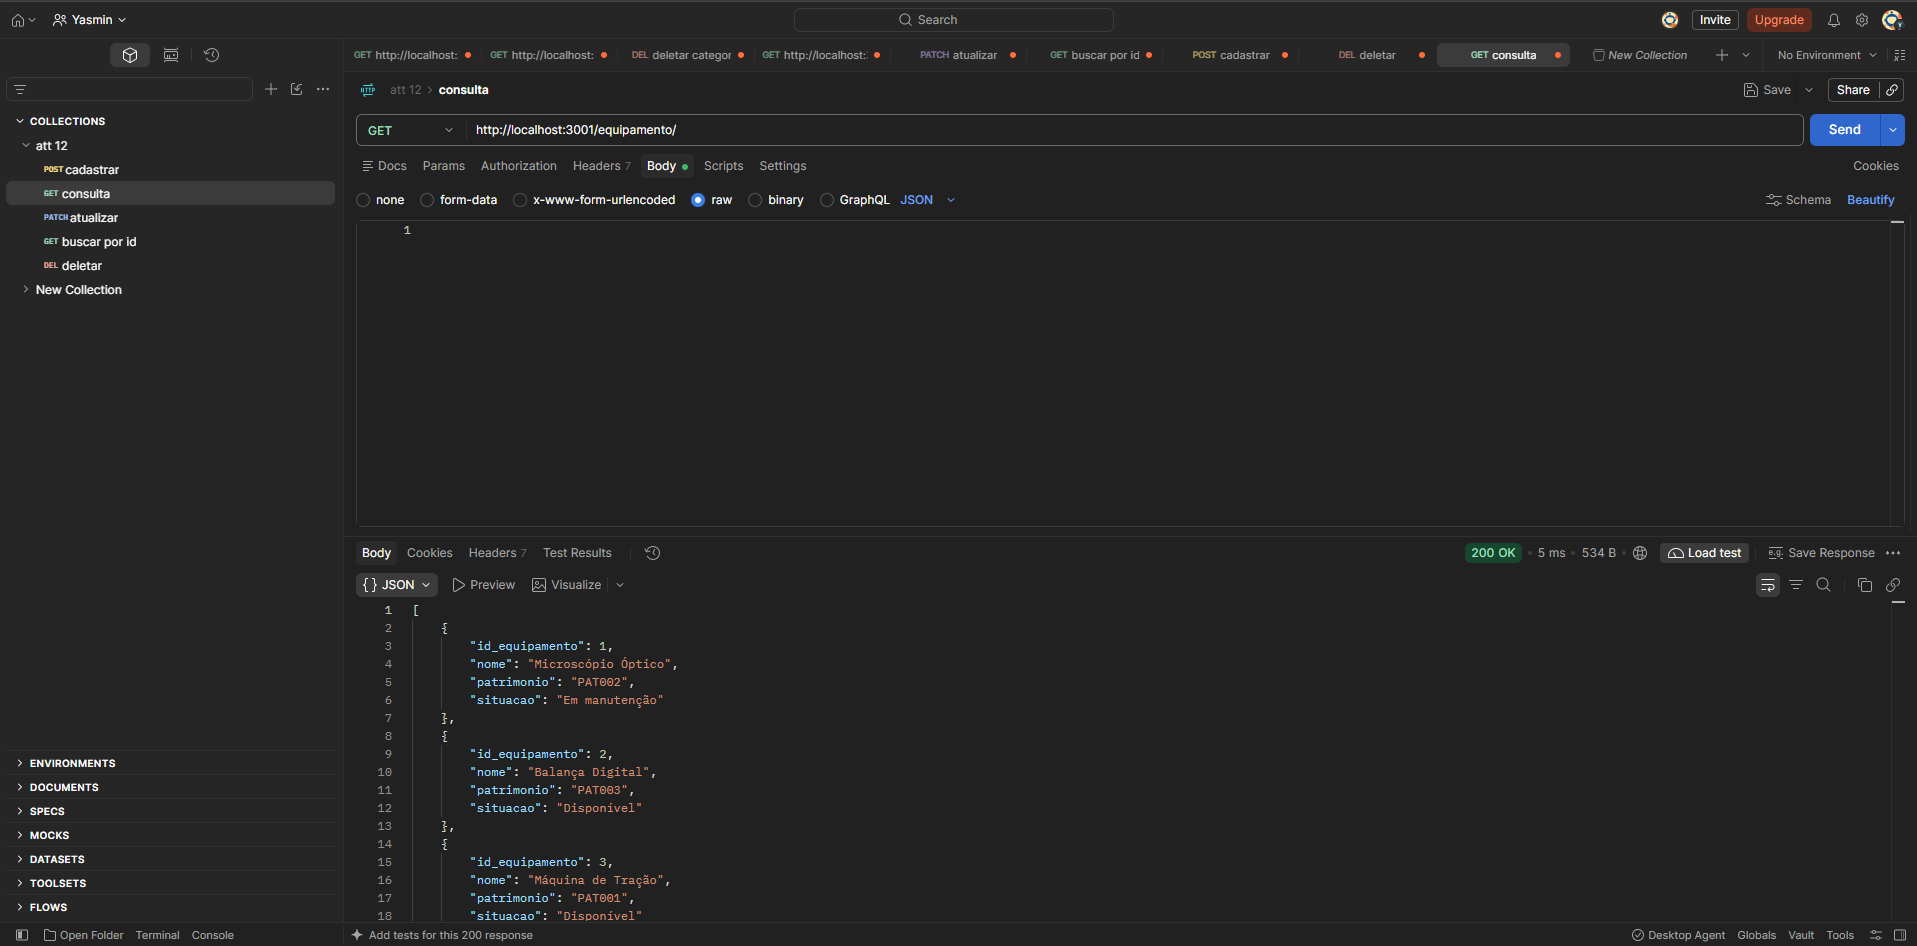 Yasmin
Search
Invite
Upgrade
GET http://localhost:
GET http://localhost:
DEL deletar categor
GET http://localhost:
PATCH atualizar
GET buscar por id
POST cadastrar
DEL deletar
GET consulta
New Collection
No Environment
HTTP att 12 > consulta
Save
Share
COLLECTIONS
att 12
POST cadastrar
GET consulta
PATCH atualizar
GET buscar por id
DEL deletar
New Collection
GET http://localhost:3001/equipamento/
Send
Docs Params Authorization Headers 7 Body Scripts Settings
Cookies
none form-data x-www-form-urlencoded raw binary GraphQL JSON
Schema Beautify
1
Body Cookies Headers 7 Test Results
200 OK • 5 ms • 534 B
Load test
e.g. Save Response
{} JSON Preview Visualize
1 [
2 {
3 "id_equipamento": 1,
4 "nome": "Microscópio Óptico",
5 "patrimonio": "PAT002",
6 "situacao": "Em manutenção"
7 },
8 {
9 "id_equipamento": 2,
10 "nome": "Balança Digital",
11 "patrimonio": "PAT003",
12 "situacao": "Disponível"
13 },
14 {
15 "id_equipamento": 3,
16 "nome": "Máquina de Tração",
17 "patrimonio": "PAT001",
18 "situacao": "Disponível"
ENVIRONMENTS
DOCUMENTS
SPECS
MOCKS
DATASETS
TOOLSETS
FLOWS
Open Folder Terminal Console
Add tests for this 200 response
Desktop Agent Globals Vault Tools